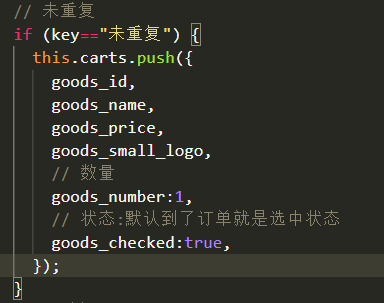 // 未重复
if (key=="未重复") {
this.carts.push({
goods_id,
goods_name,
goods_price,
goods_small_logo,
// 数量
goods_number:1,
// 状态:默认到了订单就是选中状态
goods_checked:true,
});
}